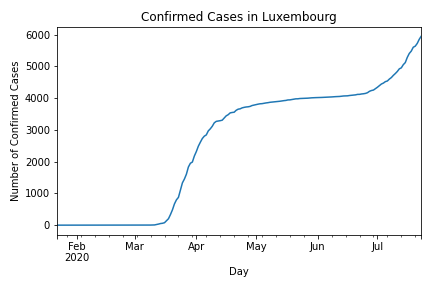 Confirmed Cases in Luxembourg
Number of Confirmed Cases
6000
5000
4000
3000
2000
1000
0
Feb Mar Apr May Jun Jul
2020
Day